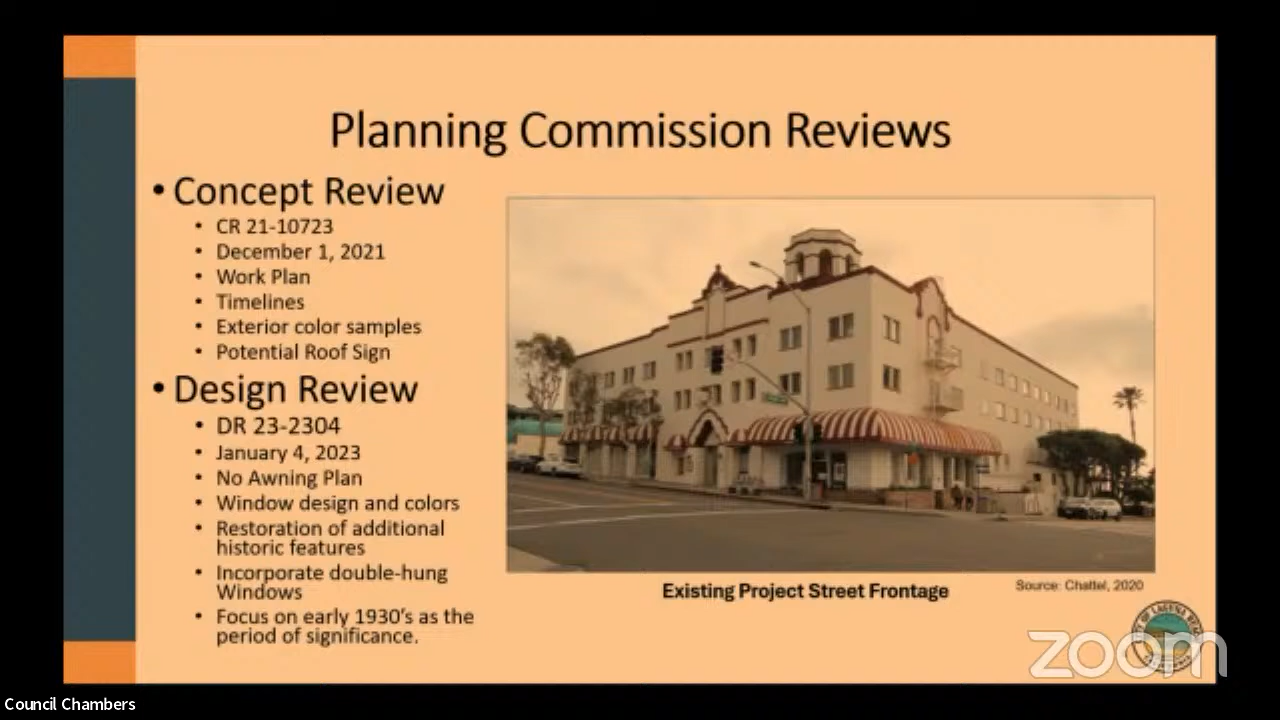 Planning Commission Reviews
• Concept Review
• CR 21-10723
• December 1, 2021
• Work Plan
• Timelines
• Exterior color samples
• Potential Roof Sign
• Design Review
• DR 23-2304
• January 4, 2023
• No Awning Plan
• Window design and colors
• Restoration of additional
historic features
• Incorporate double-hung
Windows
• Focus on early 1930's as the
period of significance.
Existing Project Street Frontage
Source: Chattel, 2020
zoom
Council Chambers